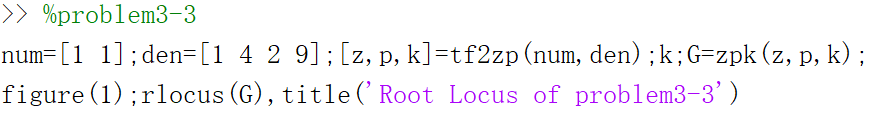 >> %problem3-3
num=[1 1];den=[1 4 2 9];[z,p,k]=tf2zp(num,den);k;G=zpk(z,p,k);
figure(1);rlocus(G),title('Root Locus of problem3-3')